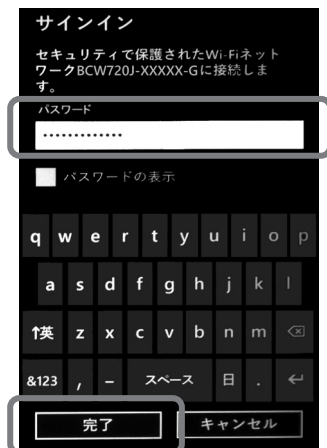 サインイン
セキュリティで保護されたWi-Fiネット
ワークBCW720J-XXXXX-Gに接続しま
す。
パスワード
•••••••••••••
パスワードの表示
q w e r t y u i o p
a s d f g h j k l
↑英 z x c v b n m
&123 , – スペース 日 .
完了 キャンセル